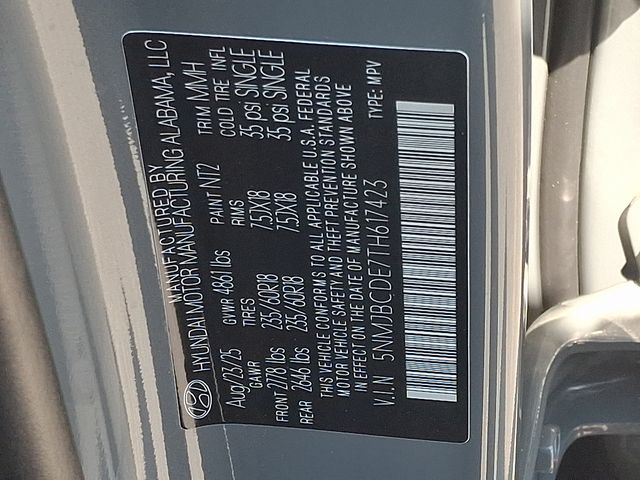 MANUFACTURED BY
HYUNDAI MOTOR MANUFACTURING ALABAMA, LLC
Aug/23/25 GVWR 4861 lbs PAINT NT2 TRIM MMH
GAWR TIRES RIMS COLD TIRE INFL
FRONT 2778 lbs 235/60R18 7.5JX18 35 psi SINGLE
REAR 2646 lbs 235/60R18 7.5JX18 35 psi SINGLE
THIS VEHICLE CONFORMS TO ALL APPLICABLE U.S.A. FEDERAL
MOTOR VEHICLE SAFETY AND THEFT PREVENTION STANDARDS
IN EFFECT ON THE DATE OF MANUFACTURE SHOWN ABOVE
V.I.N 5NMJBCDE7TH617423 TYPE: MPV